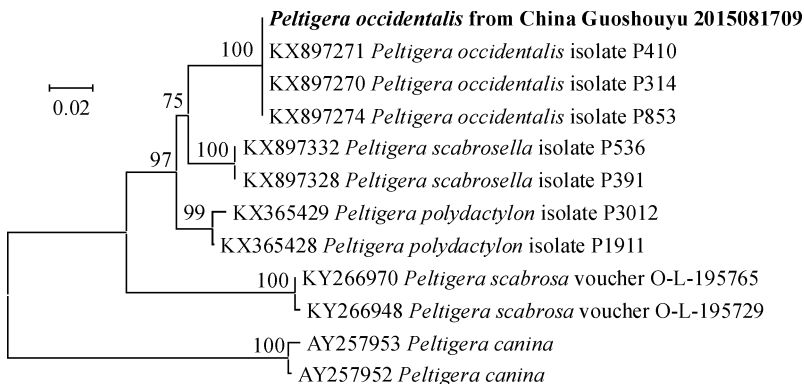 Peltigera occidentalis from China Guoshouyu 2015081709
100
KX897271 Peltigera occidentalis isolate P410
KX897270 Peltigera occidentalis isolate P314
0.02
75
KX897274 Peltigera occidentalis isolate P853
100
KX897332 Peltigera scabrosella isolate P536
97
KX897328 Peltigera scabrosella isolate P391
99
KX365429 Peltigera polydactylon isolate P3012
KX365428 Peltigera polydactylon isolate P1911
100
KY266970 Peltigera scabrosa voucher O-L-195765
KY266948 Peltigera scabrosa voucher O-L-195729
100
AY257953 Peltigera canina
AY257952 Peltigera canina